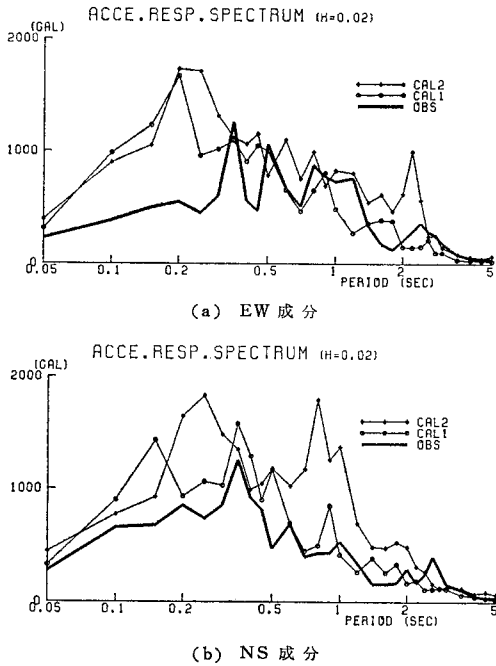 ACCE.RESP.SPECTRUM (H=0.02)
(GAL)
2000
1000
0
CAL2
CAL1
OBS
0.05 0.1 0.2 0.5 1 2 5
PERIOD (SEC)
(a) EW 成分
ACCE.RESP.SPECTRUM (H=0.02)
(GAL)
2000
1000
0
CAL2
CAL1
OBS
0.05 0.1 0.2 0.5 1 2 5
PERIOD (SEC)
(b) NS 成分